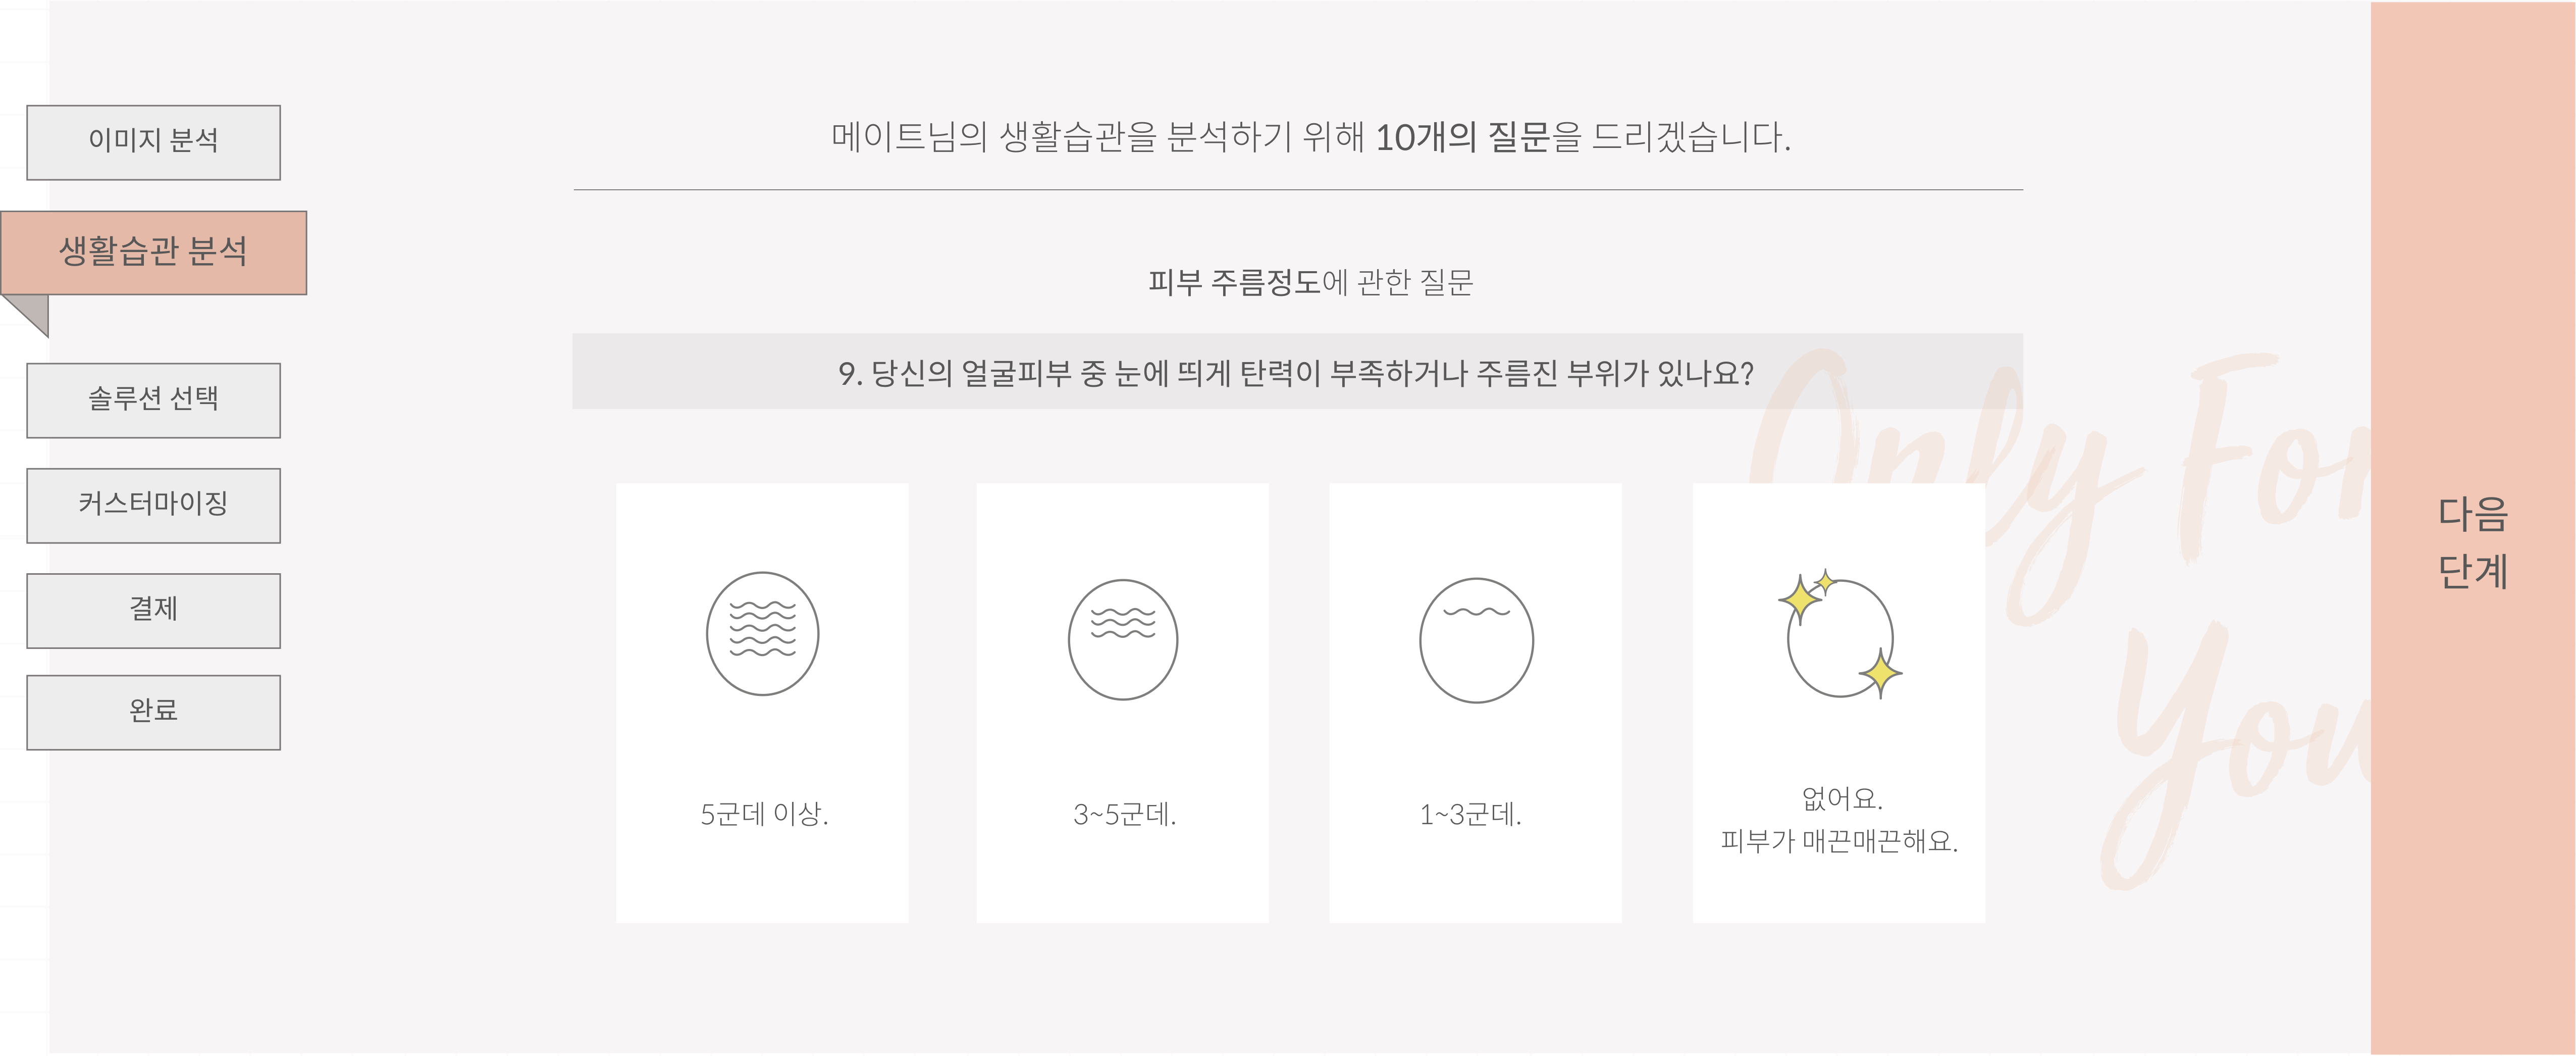 이미지 분석
생활습관 분석
솔루션 선택
커스터마이징
결제
완료
메이트님의 생활습관을 분석하기 위해 10개의 질문을 드리겠습니다.
피부 주름정도에 관한 질문
9. 당신의 얼굴피부 중 눈에 띄게 탄력이 부족하거나 주름진 부위가 있나요?
5군데 이상.
3~5군데.
1~3군데.
없어요.
피부가 매끈매끈해요.
Only For
You
다음
단계